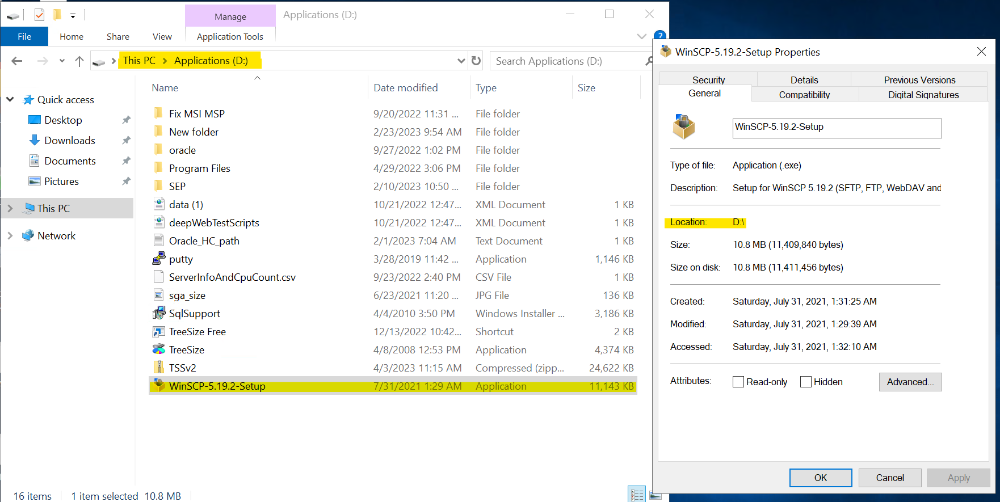 Manage
Applications (D:)
File
Home
Share
View
Application Tools
?
This PC > Applications (D:)
Search Applications (D:)
Name
Date modified
Type
Size
Quick access
Desktop
Downloads
Documents
Pictures
This PC
Network
Fix MSI MSP 9/20/2022 11:31 ... File folder
New folder 2/23/2023 9:54 AM File folder
oracle 9/27/2022 1:02 PM File folder
Program Files 4/29/2022 3:06 PM File folder
SEP 2/10/2023 10:50 ... File folder
data (1) 10/21/2022 12:47... XML Document 1 KB
deepWebTestScripts 10/21/2022 12:47... XML Document 1 KB
Oracle_HC_path 2/1/2023 7:04 AM Text Document 1 KB
putty 3/28/2019 11:42 ... Application 1,146 KB
ServerInfoAndCpuCount.csv 9/23/2022 2:40 PM CSV File 1 KB
sga_size 6/23/2021 11:20 ... JPG File 136 KB
SqlSupport 4/4/2010 3:50 PM Windows Installer ... 3,186 KB
TreeSize Free 12/13/2022 10:42... Shortcut 2 KB
TreeSize 4/8/2008 12:53 PM Application 4,374 KB
TSSv2 4/3/2023 11:15 AM Compressed (zipp... 24,622 KB
WinSCP-5.19.2-Setup 7/31/2021 1:29 AM Application 11,143 KB
16 items
1 item selected 10.8 MB
WinSCP-5.19.2-Setup Properties
Security
Details
Previous Versions
General
Compatibility
Digital Signatures
WinSCP-5.19.2-Setup
Type of file: Application (.exe)
Description: Setup for WinSCP 5.19.2 (SFTP, FTP, WebDAV and
Location: D:\
Size: 10.8 MB (11,409,840 bytes)
Size on disk: 10.8 MB (11,411,456 bytes)
Created: Saturday, July 31, 2021, 1:31:25 AM
Modified: Saturday, July 31, 2021, 1:29:39 AM
Accessed: Saturday, July 31, 2021, 1:32:10 AM
Attributes:
Read-only
Hidden
Advanced...
OK
Cancel
Apply